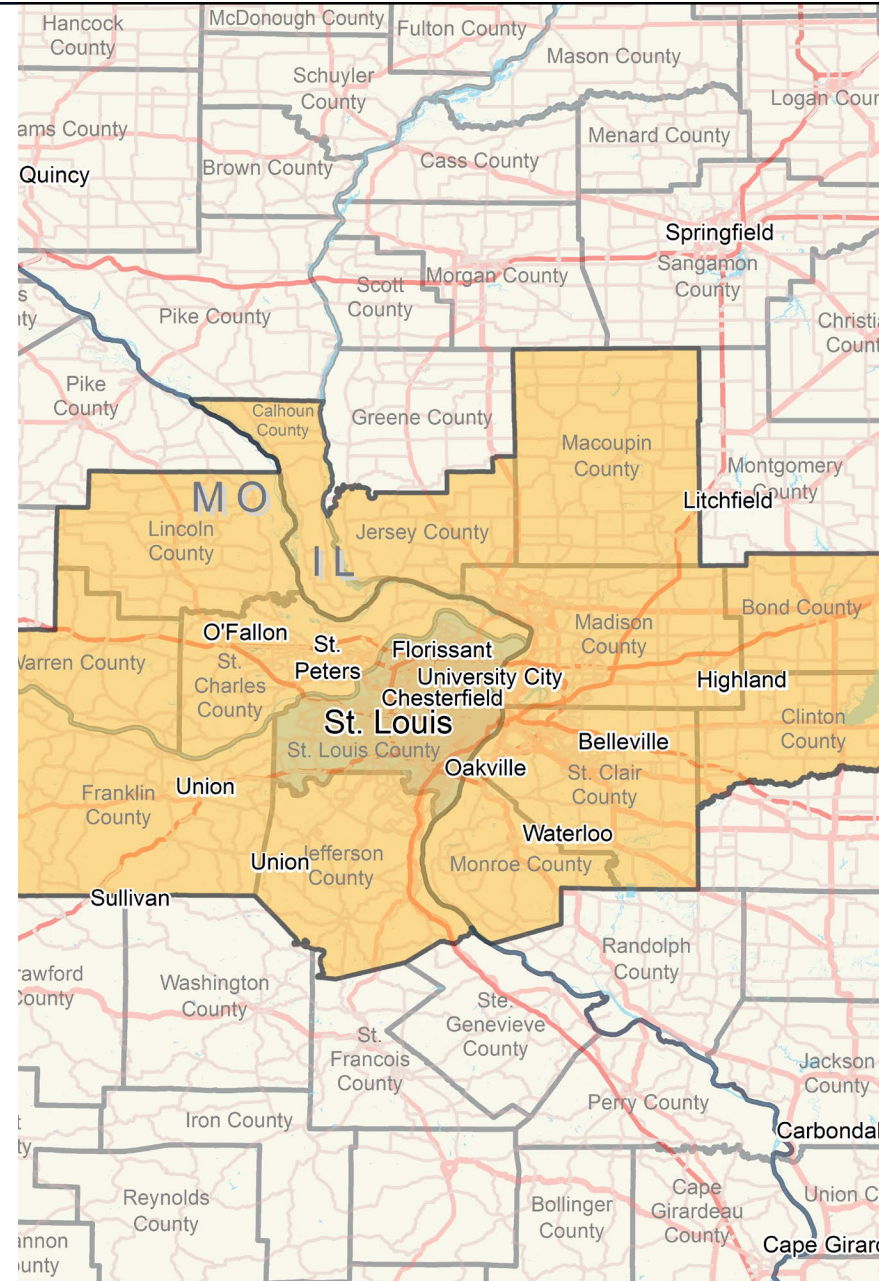 Hancock
County
McDonough County
Fulton County
Mason County
Schuyler
County
Logan Cour
ams County
Menard County
Brown County
Cass County
Quincy
Springfield
Sangamon
County
Morgan County
Scott
County
s
nty
Pike County
Christia
Count
Pike
County
Calhoun
County
Greene County
Macoupin
County
Montgomery
County
Litchfield
MO
Lincoln
County
Jersey County
IL
Bond County
Madison
County
O'Fallon
St.
Peters
Florissant
Warren County
St.
Charles
County
University City
Highland
Chesterfield
St. Louis
St. Louis County
Clinton
County
Belleville
Oakville
St. Clair
County
Union
Franklin
County
Waterloo
Union
Jefferson
County
Monroe County
Sullivan
Randolph
County
rawford
County
Washington
County
Ste.
Genevieve
County
St.
Francois
County
Jackson
County
Perry County
Iron County
t
ty
Carbondal
Reynolds
County
Cape
Girardeau
County
Union C
Bollinger
County
annon
ounty
Cape Girard